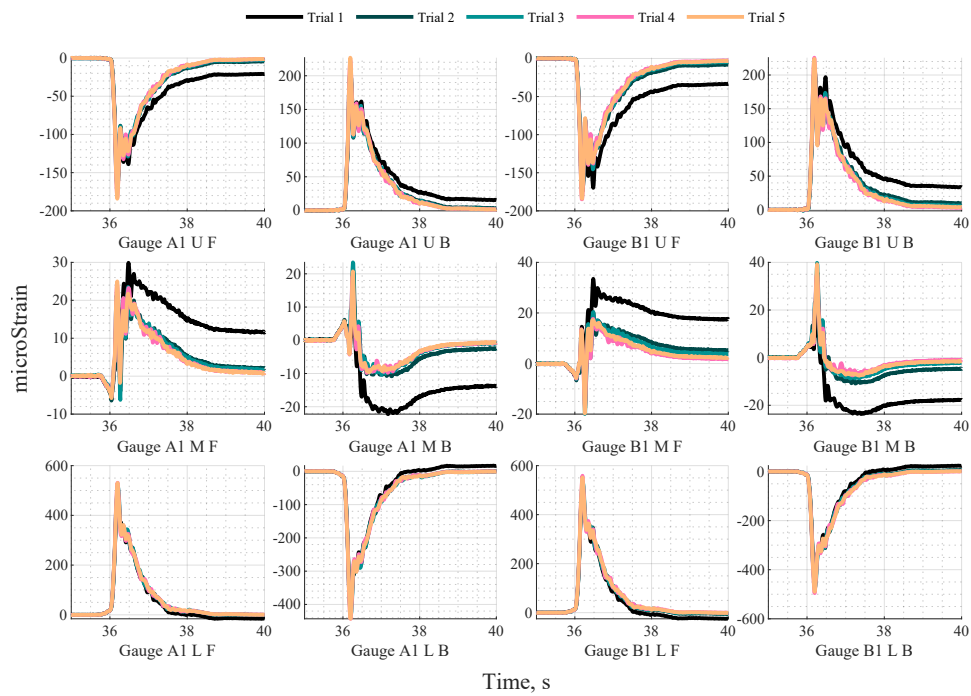 Trial 1 Trial 2 Trial 3 Trial 4 Trial 5
0 -50 -100 -150 -200
36 38 40
Gauge A1 U F
200 150 100 50 0
36 38 40
Gauge A1 U B
0 -50 -100 -150 -200
36 38 40
Gauge B1 U F
200 150 100 50 0
36 38 40
Gauge B1 U B
microStrain
30 20 10 0 -10
36 38 40
Gauge A1 M F
20 10 0 -10 -20
36 38 40
Gauge A1 M B
40 20 0 -20
36 38 40
Gauge B1 M F
40 20 0 -20
36 38 40
Gauge B1 M B
600 400 200 0
36 38 40
Gauge A1 L F
0 -100 -200 -300 -400
36 38 40
Gauge A1 L B
600 400 200 0
36 38 40
Gauge B1 L F
0 -200 -400 -600
36 38 40
Gauge B1 L B
Time, s